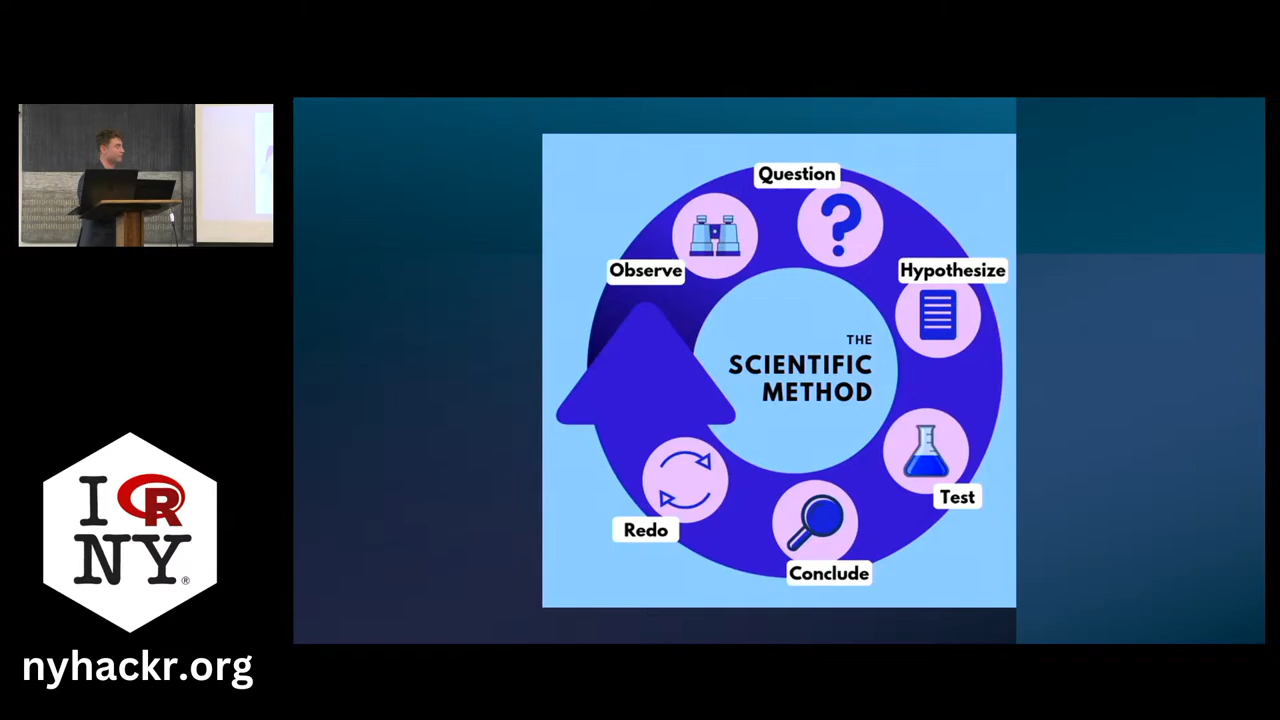 Question
Observe
Hypothesize
THE
SCIENTIFIC
METHOD
Test
Redo
Conclude
I R
NY®
nyhackr.org